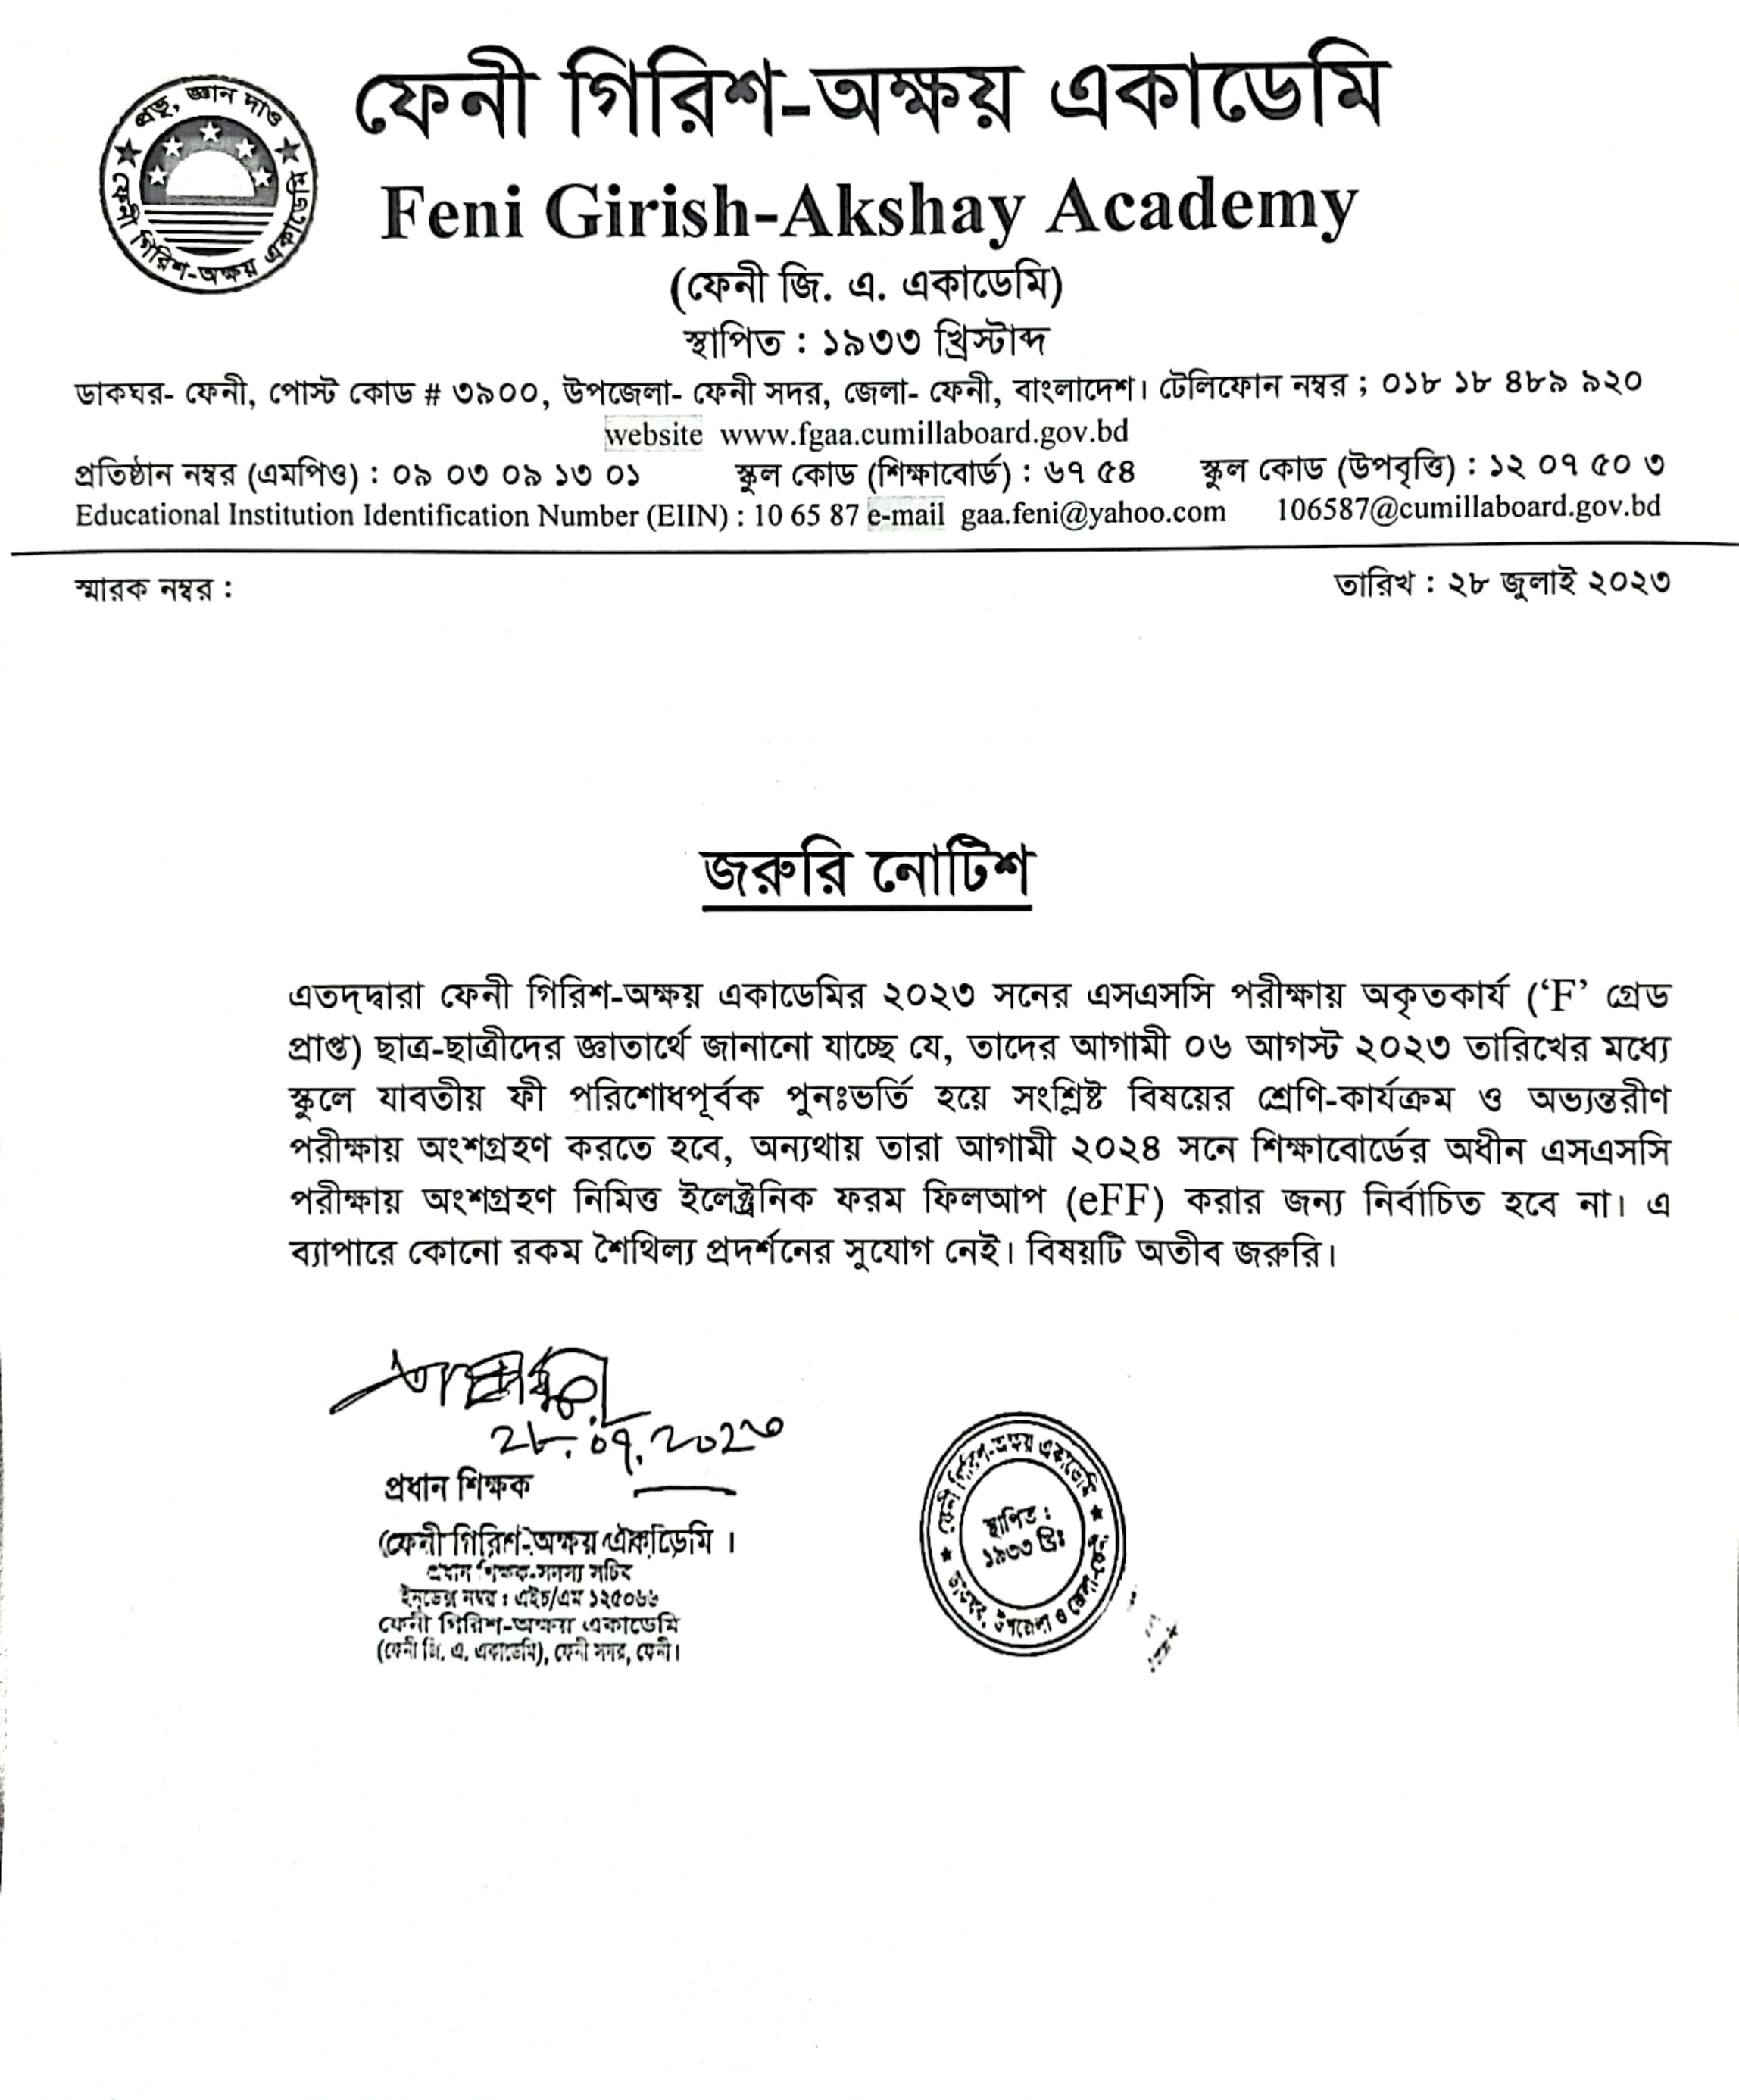 প্রভু, জ্ঞান দাও
ফেনী গিরিশ-অক্ষয় একাডেমি
ফেনী গিরিশ-অক্ষয় একাডেমি
Feni Girish-Akshay Academy
(ফেনী জি. এ. একাডেমি)
স্থাপিত : ১৯৩৩ খ্রিস্টাব্দ
ডাকঘর- ফেনী, পোস্ট কোড # ৩৯০০, উপজেলা- ফেনী সদর, জেলা- ফেনী, বাংলাদেশ। টেলিফোন নম্বর ; ০১৮ ১৮ ৪৮৯ ৯২০
website www.fgaa.cumillaboard.gov.bd
প্রতিষ্ঠান নম্বর (এমপিও) : ০৯ ০৩ ০৯ ১৩ ০১ স্কুল কোড (শিক্ষাবোর্ড) : ৬৭ ৫৪ স্কুল কোড (উপবৃত্তি) : ১২ ০৭ ৫০ ৩
Educational Institution Identification Number (EIIN) : 10 65 87 e-mail gaa.feni@yahoo.com 106587@cumillaboard.gov.bd
স্মারক নম্বর : তারিখ : ২৮ জুলাই ২০২৩
জরুরি নোটিশ
এতদ্দ্বারা ফেনী গিরিশ-অক্ষয় একাডেমির ২০২৩ সনের এসএসসি পরীক্ষায় অকৃতকার্য (‘F’ গ্রেড
প্রাপ্ত) ছাত্র-ছাত্রীদের জ্ঞাতার্থে জানানো যাচ্ছে যে, তাদের আগামী ০৬ আগস্ট ২০২৩ তারিখের মধ্যে
স্কুলে যাবতীয় ফী পরিশোধপূর্বক পুনঃভর্তি হয়ে সংশ্লিষ্ট বিষয়ের শ্রেণি-কার্যক্রম ও অভ্যন্তরীণ
পরীক্ষায় অংশগ্রহণ করতে হবে, অন্যথায় তারা আগামী ২০২৪ সনে শিক্ষাবোর্ডের অধীন এসএসসি
পরীক্ষায় অংশগ্রহণ নিমিত্ত ইলেক্ট্রনিক ফরম ফিলআপ (eFF) করার জন্য নির্বাচিত হবে না। এ
ব্যাপারে কোনো রকম শৈথিল্য প্রদর্শনের সুযোগ নেই। বিষয়টি অতীব জরুরি।
২৮.০৭.২০২৩
প্রধান শিক্ষক
ফেনী গিরিশ-অক্ষয় একাডেমি ।
প্রধান শিক্ষক-সদস্য সচিব
ইনডেক্স নম্বর : এইচ/এম ১২৫০৬৬
ফেনী গিরিশ-অক্ষয় একাডেমি
(ফেনী জি. এ. একাডেমি), ফেনী সদর, ফেনী।
ফেনী গিরিশ-অক্ষয় একাডেমি
স্থাপিত :
১৯৩৩ খ্রিঃ
ডাকঘর, উপজেলা ও জেলা-ফেনী